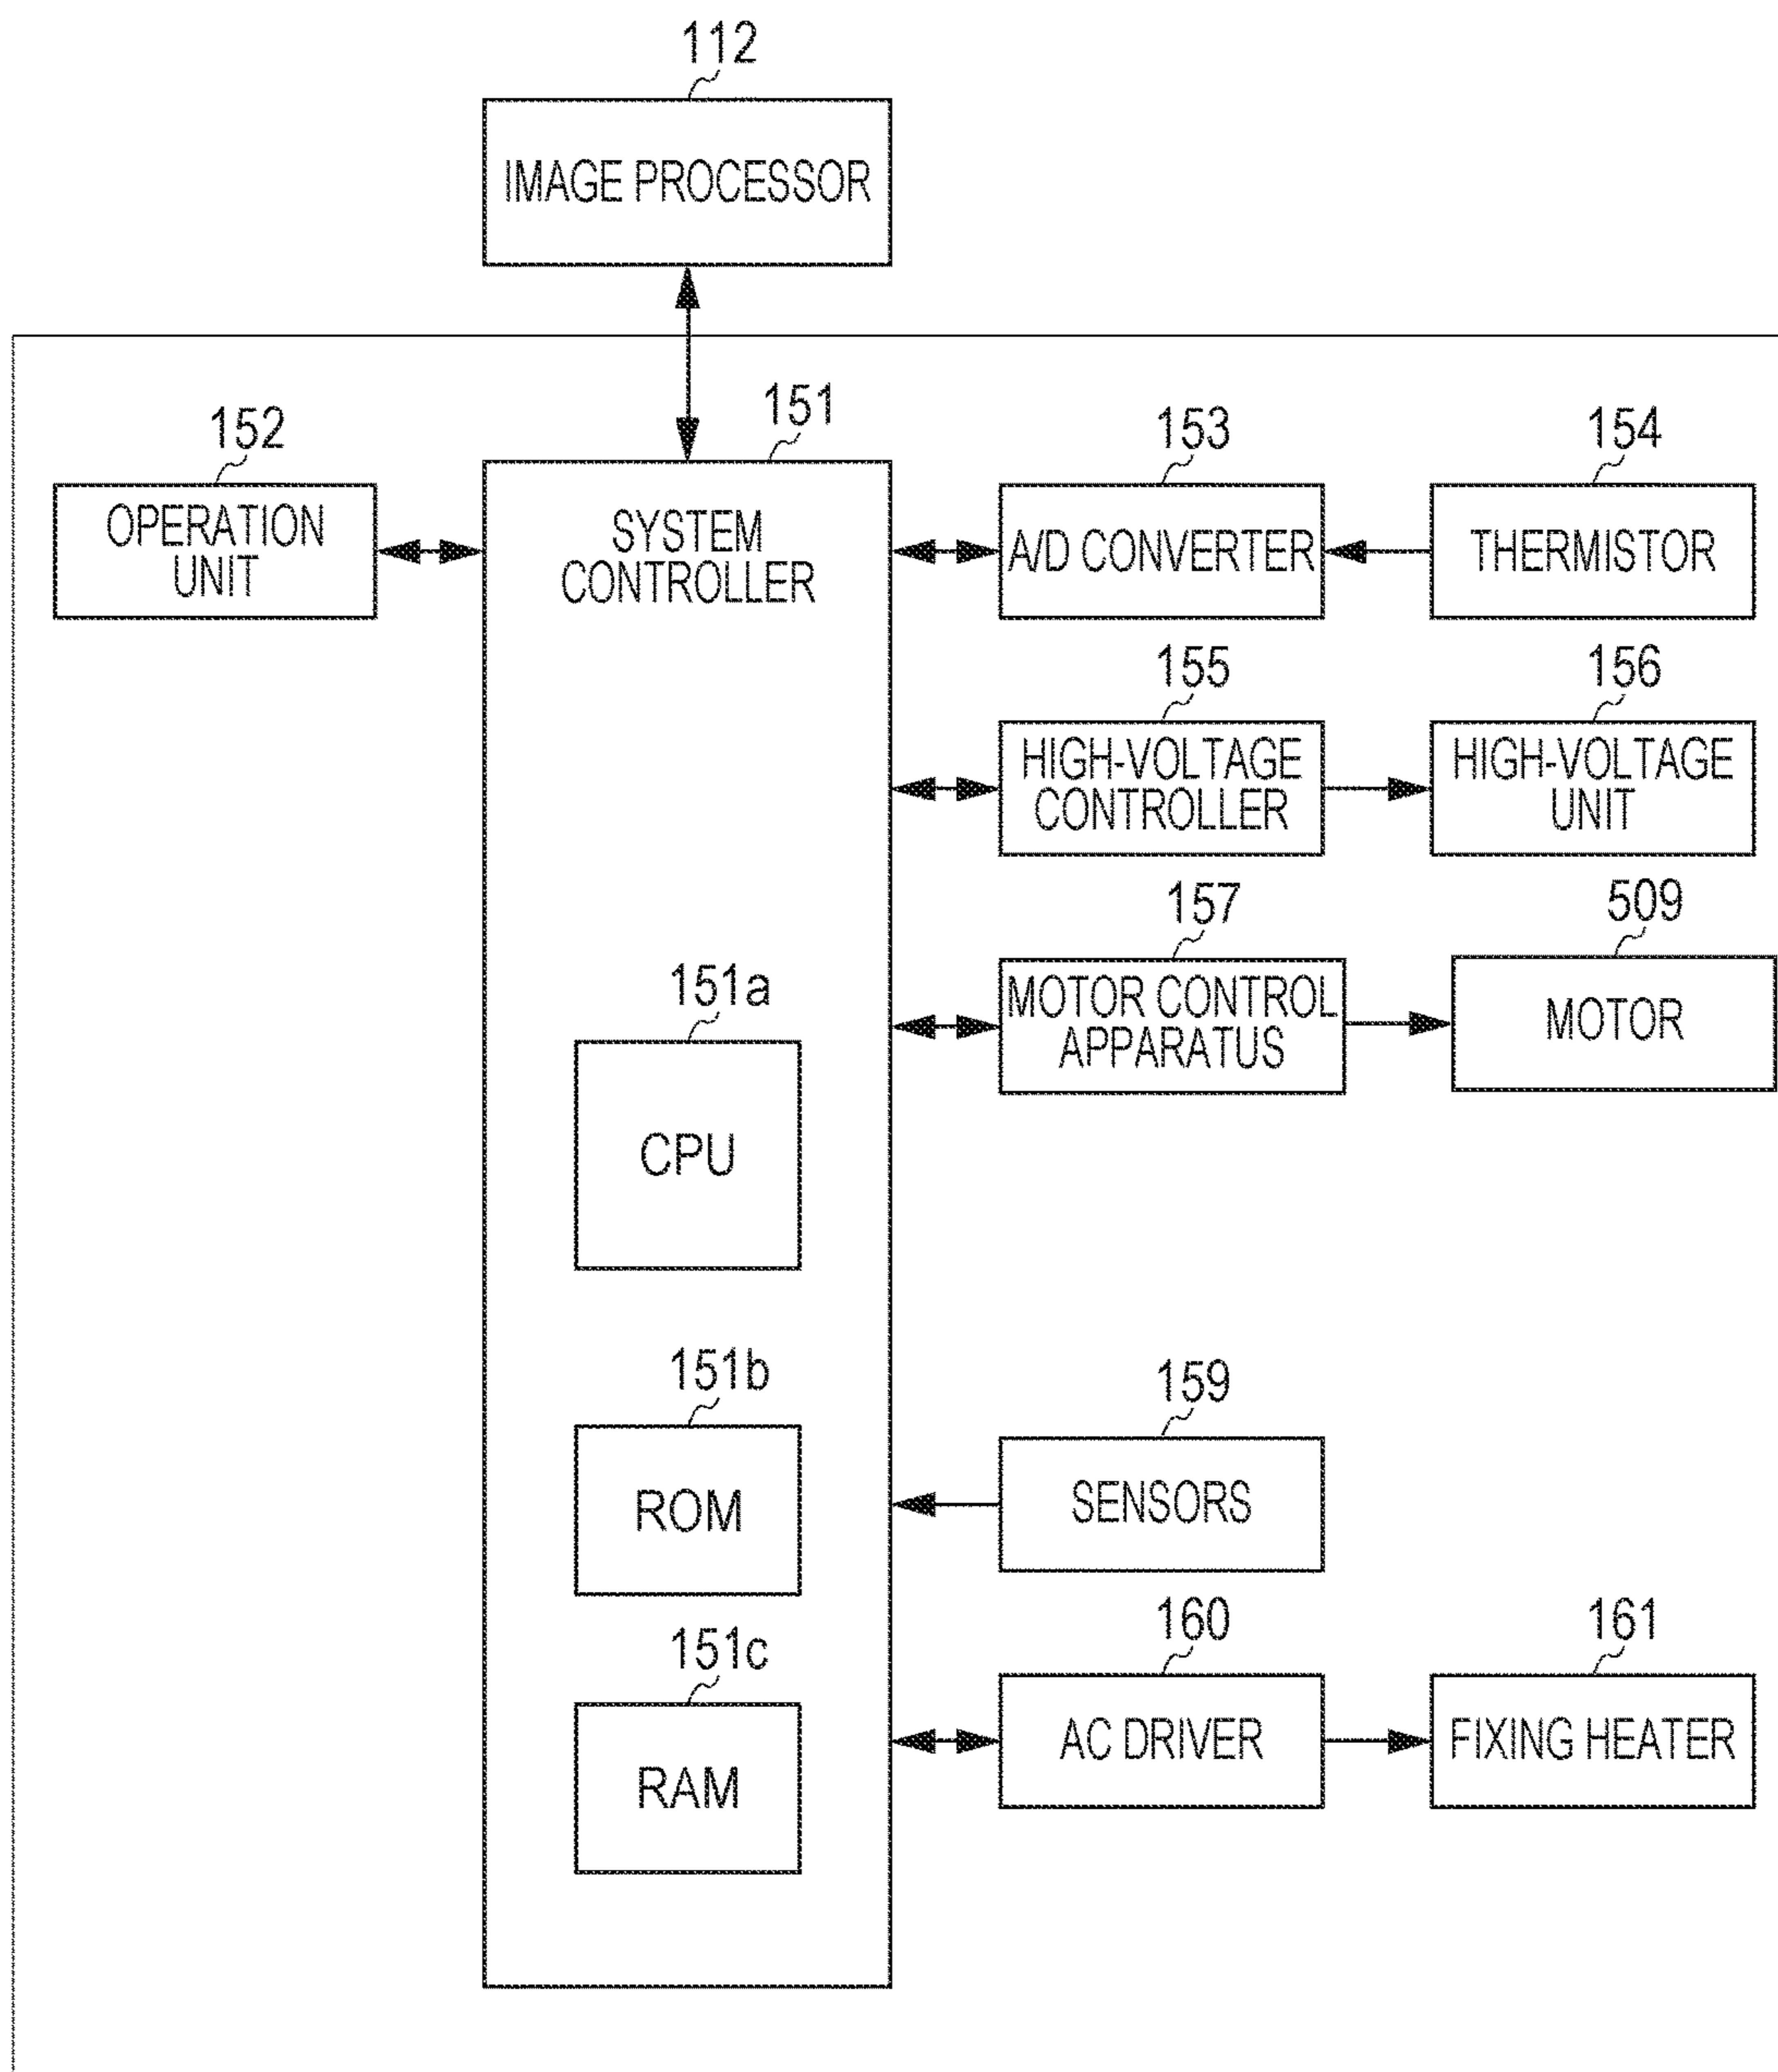 112
IMAGE PROCESSOR
152
OPERATION
UNIT
151
SYSTEM
CONTROLLER
153
A/D CONVERTER
154
THERMISTOR
155
HIGH-VOLTAGE
CONTROLLER
156
HIGH-VOLTAGE
UNIT
157
MOTOR CONTROL
APPARATUS
509
MOTOR
151a
CPU
151b
ROM
159
SENSORS
151c
RAM
160
AC DRIVER
161
FIXING HEATER